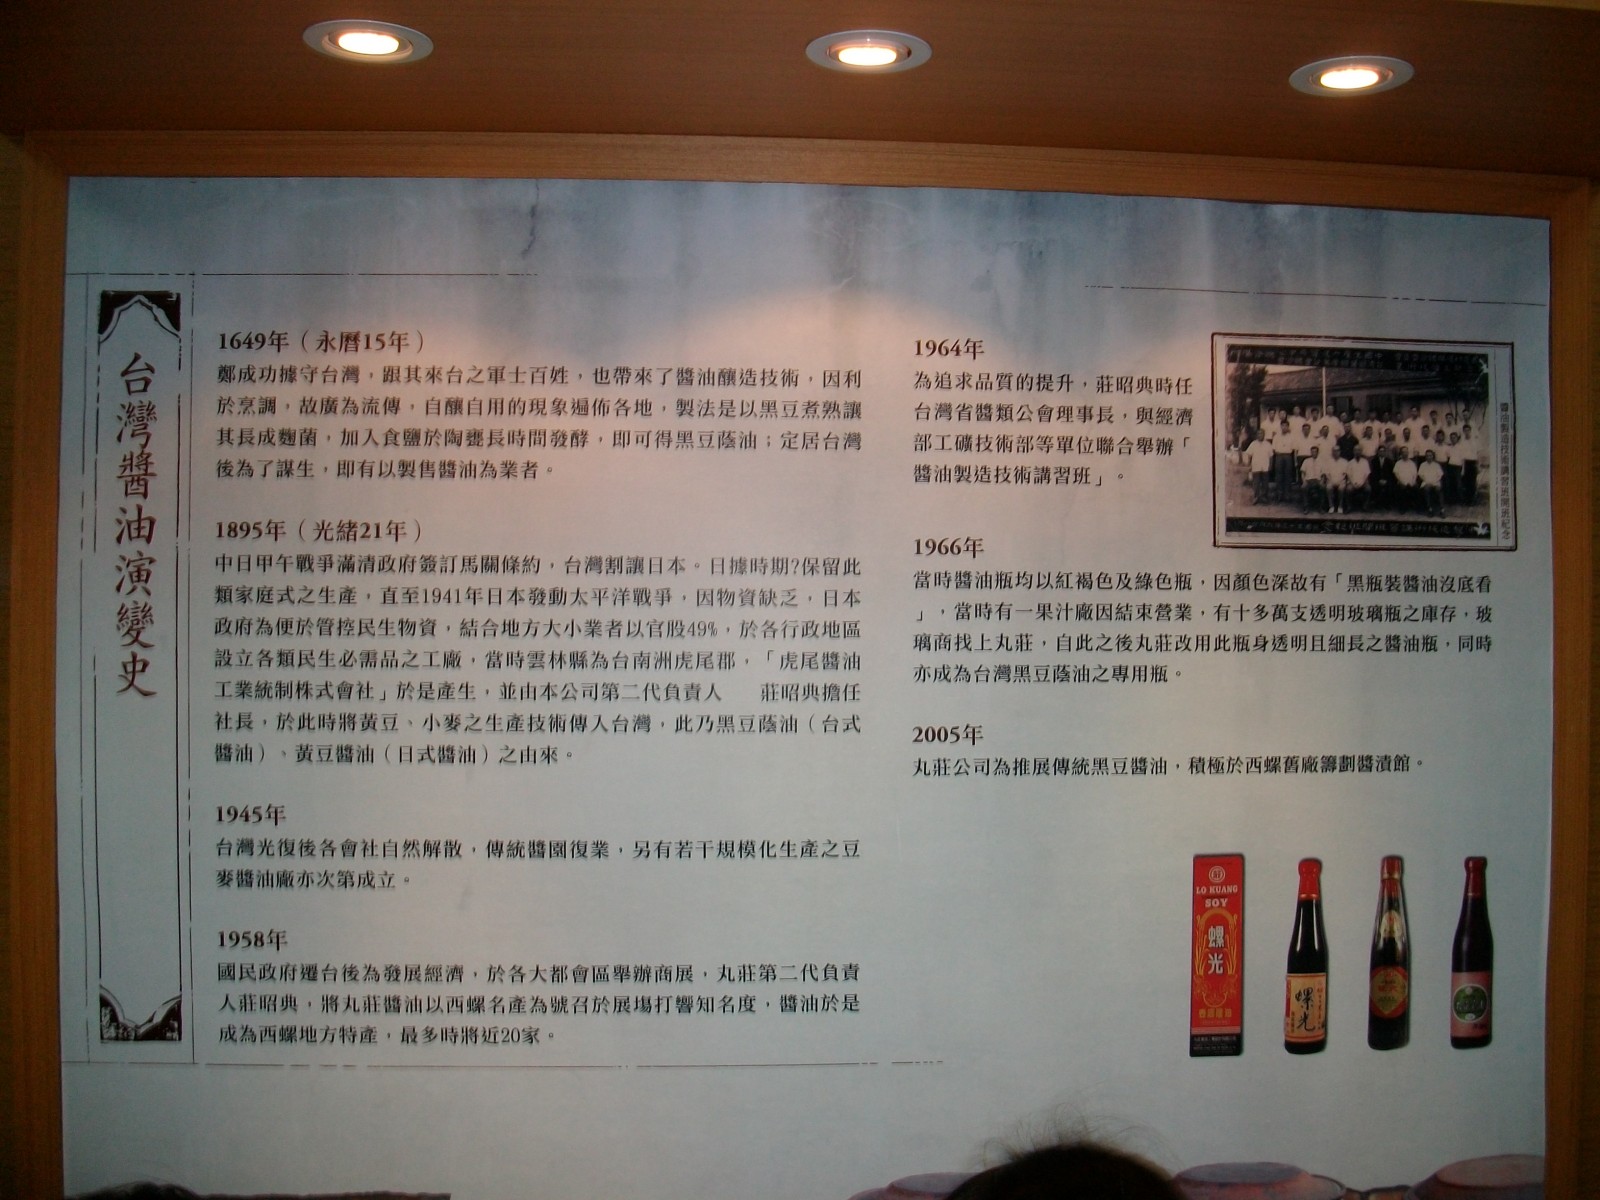 台灣醬油演變史
1649年（永曆15年）
鄭成功據守台灣，跟其來台之軍士百姓，也帶來了醬油釀造技術，因利
於烹調，故廣為流傳，自釀自用的現象遍佈各地，製法是以黑豆煮熟讓
其長成麴菌，加入食鹽於陶甕長時間發酵，即可得黑豆蔭油；定居台灣
後為了謀生，即有以製售醬油為業者。
1895年（光緒21年）
中日甲午戰爭滿清政府簽訂馬關條約，台灣割讓日本。日據時期?保留此
類家庭式之生產，直至1941年日本發動太平洋戰爭，因物資缺乏，日本
政府為便於管控民生物資，結合地方大小業者以官股49%，於各行政地區
設立各類民生必需品之工廠，當時雲林縣為台南洲虎尾郡，「虎尾醬油
工業統制株式會社」於是產生，並由本公司第二代負責人　莊昭典擔任
社長，於此時將黃豆、小麥之生產技術傳入台灣，此乃黑豆蔭油（台式
醬油）、黃豆醬油（日式醬油）之由來。
1945年
台灣光復後各會社自然解散，傳統醬園復業，另有若干規模化生產之豆
麥醬油廠亦次第成立。
1958年
國民政府遷台後為發展經濟，於各大都會區舉辦商展，丸莊第二代負責
人莊昭典，將丸莊醬油以西螺名產為號召於展場打響知名度，醬油於是
成為西螺地方特產，最多時將近20家。
1964年
為追求品質的提升，莊昭典時任
台灣省醬類公會理事長，與經濟
部工礦技術部等單位聯合舉辦「
醬油製造技術講習班」。
醬油製造技術講習班開班紀念
1966年
當時醬油瓶均以紅褐色及綠色瓶，因顏色深故有「黑瓶裝醬油沒底看
」，當時有一果汁廠因結束營業，有十多萬支透明玻璃瓶之庫存，玻
璃商找上丸莊，自此之後丸莊改用此瓶身透明且細長之醬油瓶，同時
亦成為台灣黑豆蔭油之專用瓶。
2005年
丸莊公司為推展傳統黑豆醬油，積極於西螺舊廠籌劃醬漬館。
LO KUANG
SOY
螺光
螺光